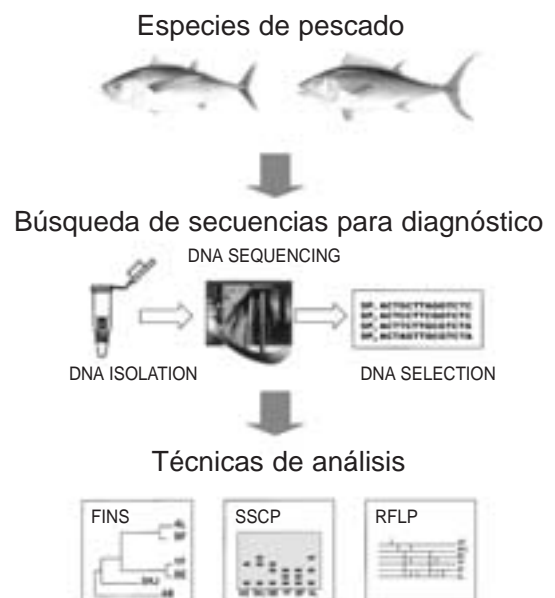 Especies de pescado
Búsqueda de secuencias para diagnóstico
DNA SEQUENCING
DNA ISOLATION
DNA SELECTION
Técnicas de análisis
FINS
SSCP
RFLP